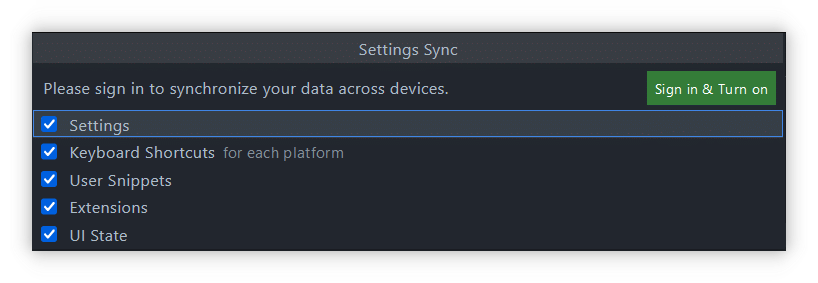 Settings Sync
Please sign in to synchronize your data across devices. Sign in & Turn on
Settings
Keyboard Shortcuts for each platform
User Snippets
Extensions
UI State